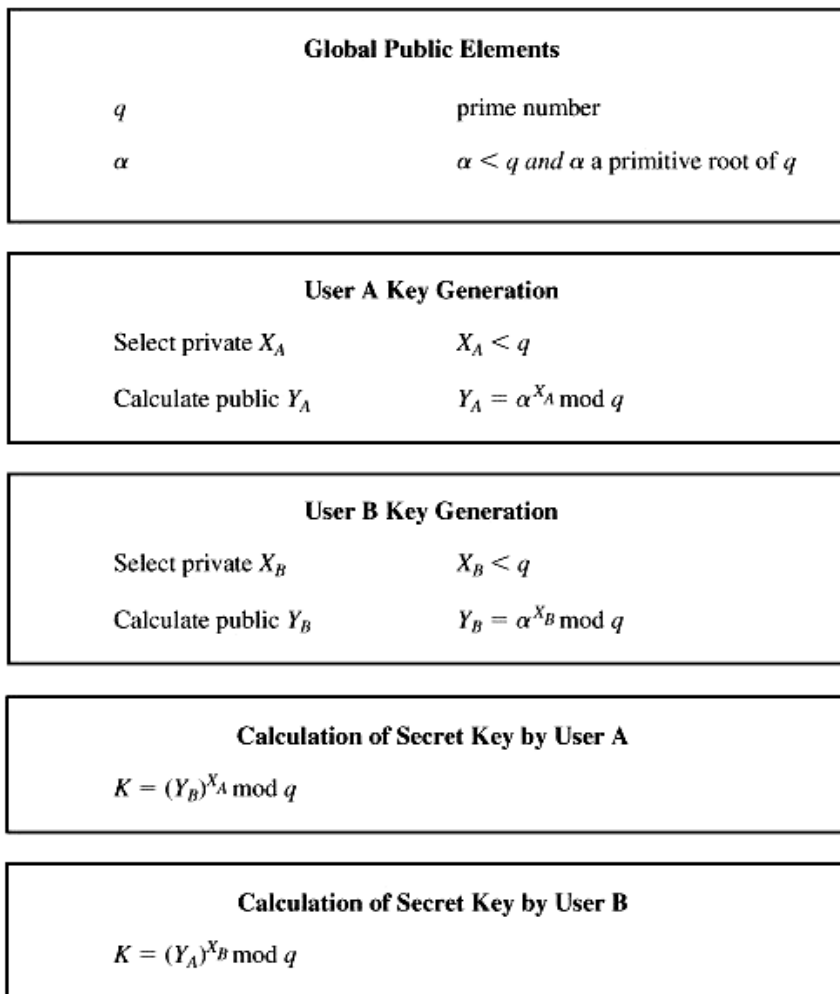 Global Public Elements
q prime number
α α < q and α a primitive root of q
User A Key Generation
Select private X_A X_A < q
Calculate public Y_A Y_A = α^{X_A} mod q
User B Key Generation
Select private X_B X_B < q
Calculate public Y_B Y_B = α^{X_B} mod q
Calculation of Secret Key by User A
K = (Y_B)^{X_A} mod q
Calculation of Secret Key by User B
K = (Y_A)^{X_B} mod q